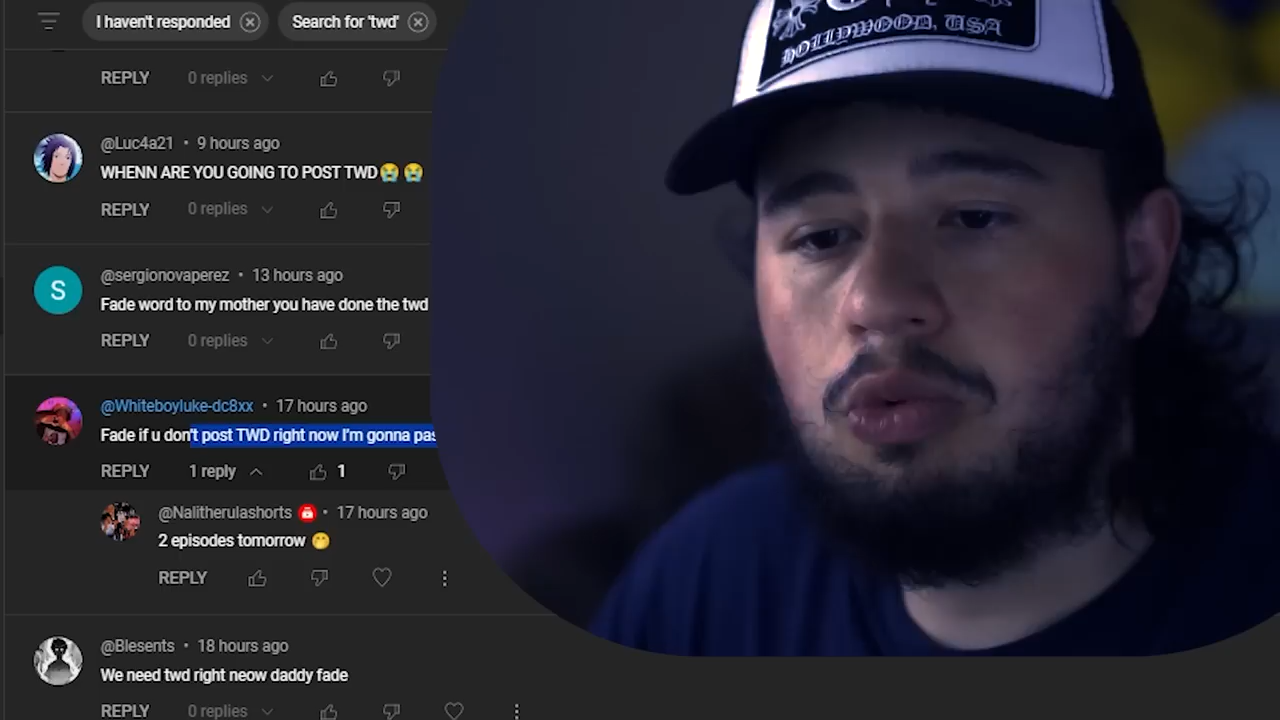 I haven't responded
Search for 'twd'
HOLLYWOOD, USA
REPLY 0 replies
@Luc4a21 • 9 hours ago
WHENN ARE YOU GOING TO POST TWD😭😭
REPLY 0 replies
S
@sergionovaperez • 13 hours ago
Fade word to my mother you have done the twd
REPLY 0 replies
@Whiteboyluke-dc8xx • 17 hours ago
Fade if u don't post TWD right now I'm gonna pas
REPLY 1 reply 1
@Nalitherulashorts • 17 hours ago
2 episodes tomorrow 🤭
REPLY
@Blesents • 18 hours ago
We need twd right neow daddy fade
REPLY 0 replies